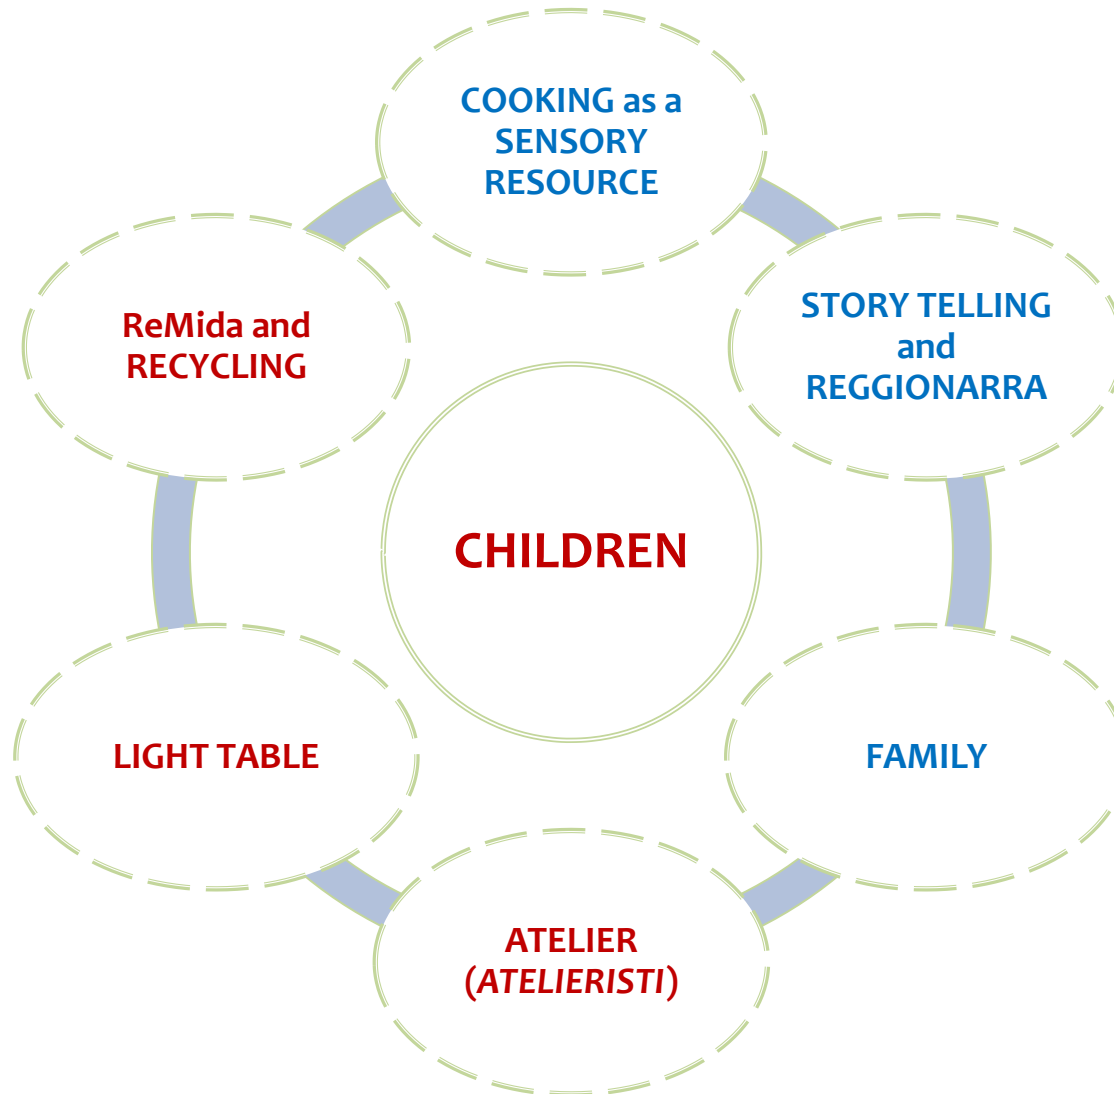 COOKING as a
SENSORY
RESOURCE
ReMida and
RECYCLING
STORY TELLING
and
REGGIONARRA
CHILDREN
LIGHT TABLE
FAMILY
ATELIER
(ATELIERISTI)